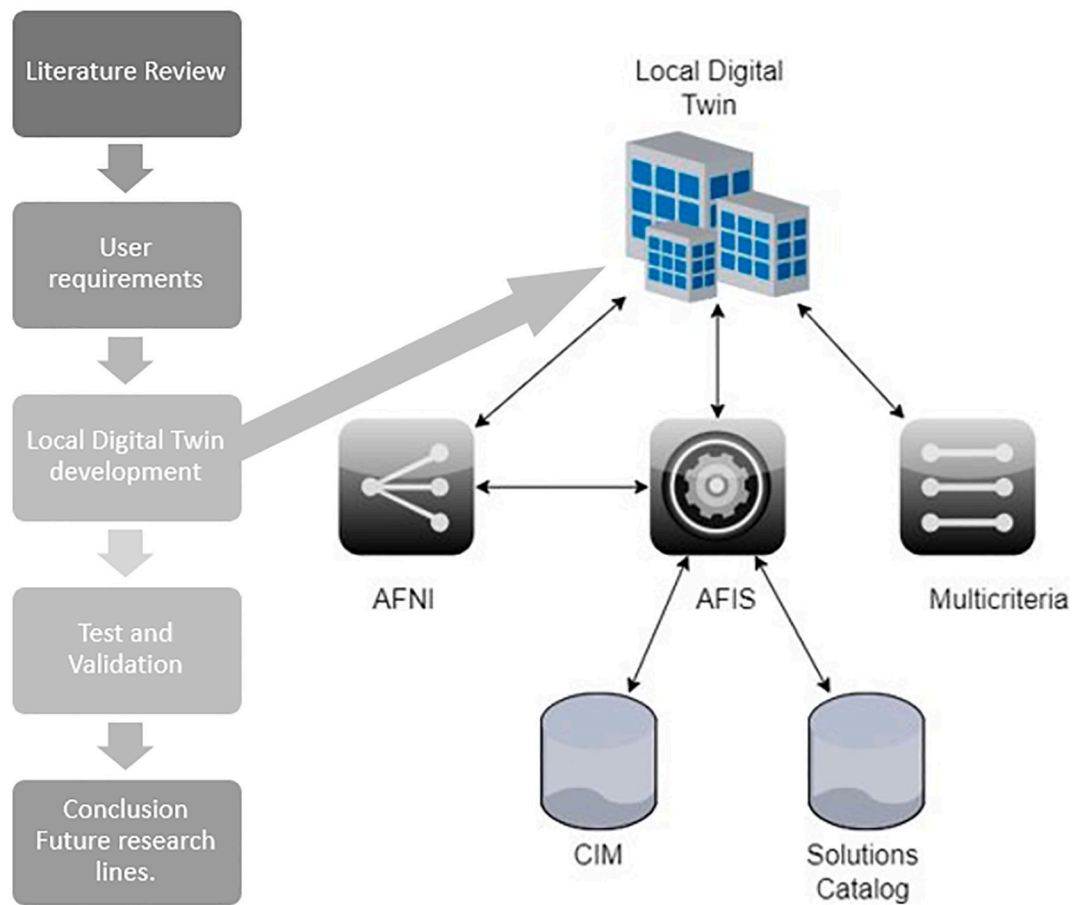 Literature Review
User
requirements
Local Digital Twin
development
Test and
Validation
Conclusion
Future research
lines.
Local Digital
Twin
AFNI
AFIS
Multicriteria
CIM
Solutions
Catalog